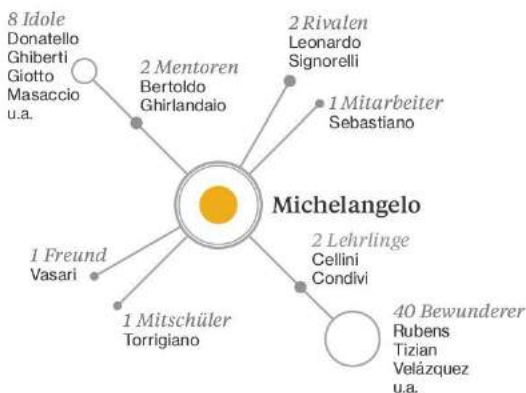 8 Idole
Donatello
Ghiberti
Giotto
Masaccio
u.a.
2 Mentoren
Bertoldo
Ghirlandaio
2 Rivalen
Leonardo
Signorelli
1 Mitarbeiter
Sebastiano
Michelangelo
1 Freund
Vasari
1 Mitschüler
Torrigiano
2 Lehrlinge
Cellini
Condivi
40 Bewunderer
Rubens
Tizian
Velázquez
u.a.